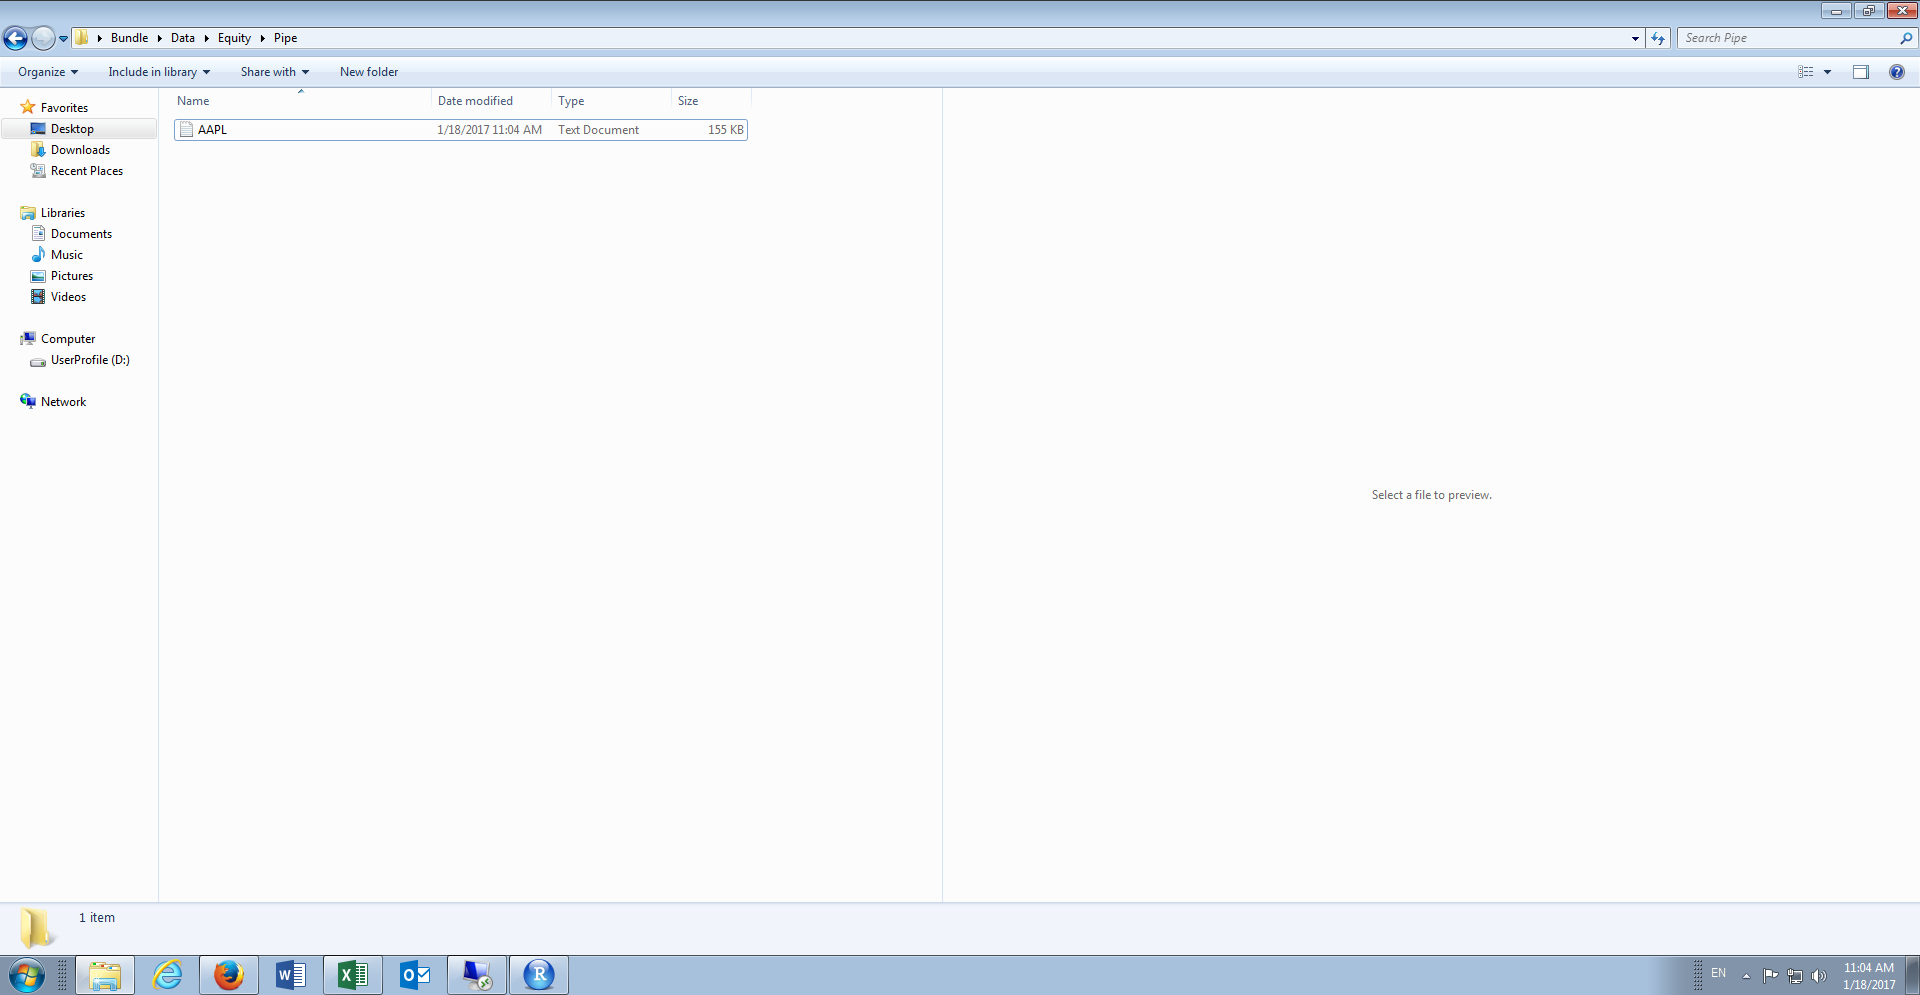 Bundle Data Equity Pipe
Search Pipe
Organize Include in library Share with New folder
Favorites
Desktop
Downloads
Recent Places
Libraries
Documents
Music
Pictures
Videos
Computer
UserProfile (D:)
Network
Name Date modified Type Size
AAPL 1/18/2017 11:04 AM Text Document 155 KB
Select a file to preview.
1 item
EN
11:04 AM
1/18/2017